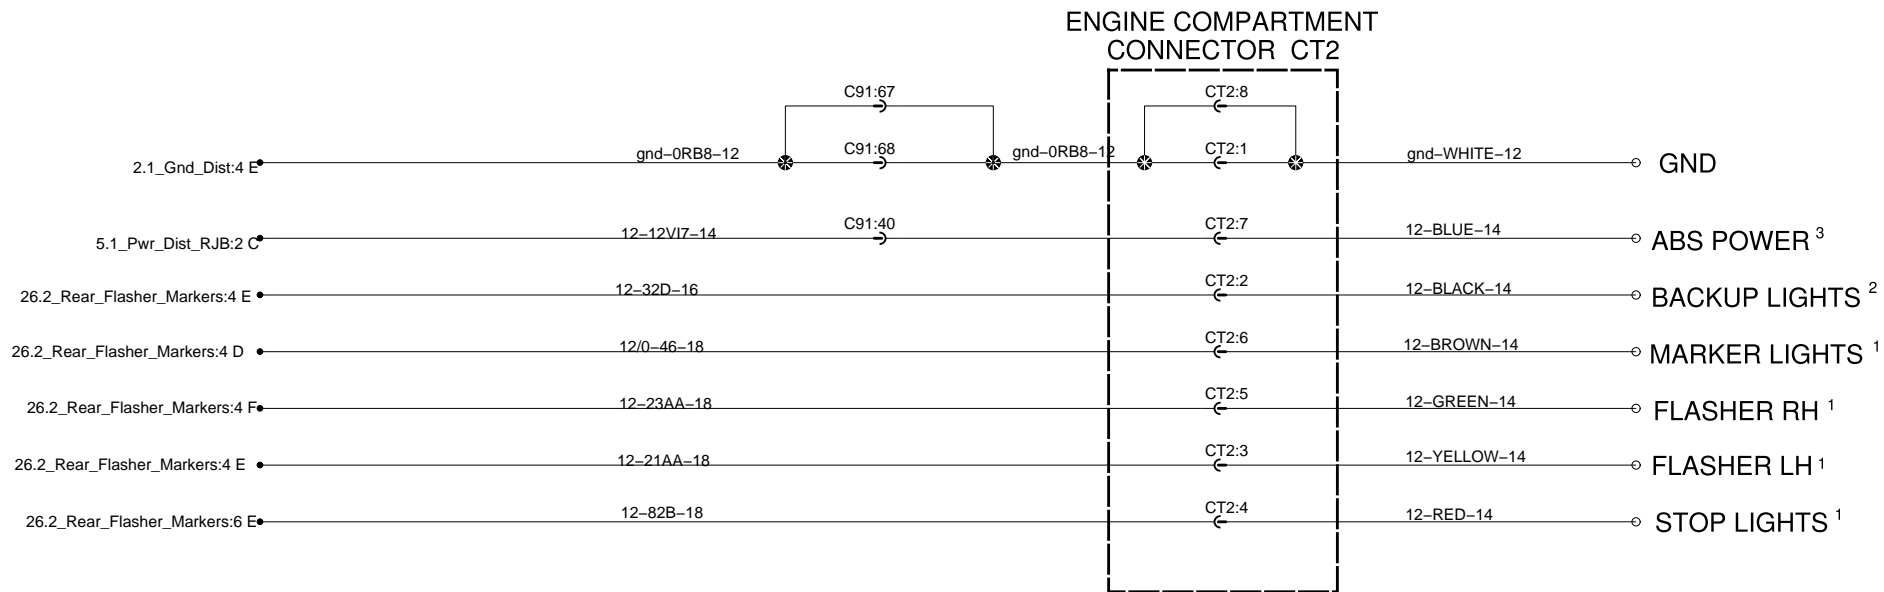 ENGINE COMPARTMENT
CONNECTOR CT2
C91:67
CT2:8
2.1_Gnd_Dist:4 E
gnd-0RB8-12
C91:68
gnd-0RB8-12
CT2:1
gnd-WHITE-12
GND
5.1_Pwr_Dist_RJB:2 C
12-12VI7-14
C91:40
CT2:7
12-BLUE-14
ABS POWER 3
26.2_Rear_Flasher_Markers:4 E
12-32D-16
CT2:2
12-BLACK-14
BACKUP LIGHTS 2
26.2_Rear_Flasher_Markers:4 D
12/0-46-18
CT2:6
12-BROWN-14
MARKER LIGHTS 1
26.2_Rear_Flasher_Markers:4 F
12-23AA-18
CT2:5
12-GREEN-14
FLASHER RH 1
26.2_Rear_Flasher_Markers:4 E
12-21AA-18
CT2:3
12-YELLOW-14
FLASHER LH 1
26.2_Rear_Flasher_Markers:6 E
12-82B-18
CT2:4
12-RED-14
STOP LIGHTS 1